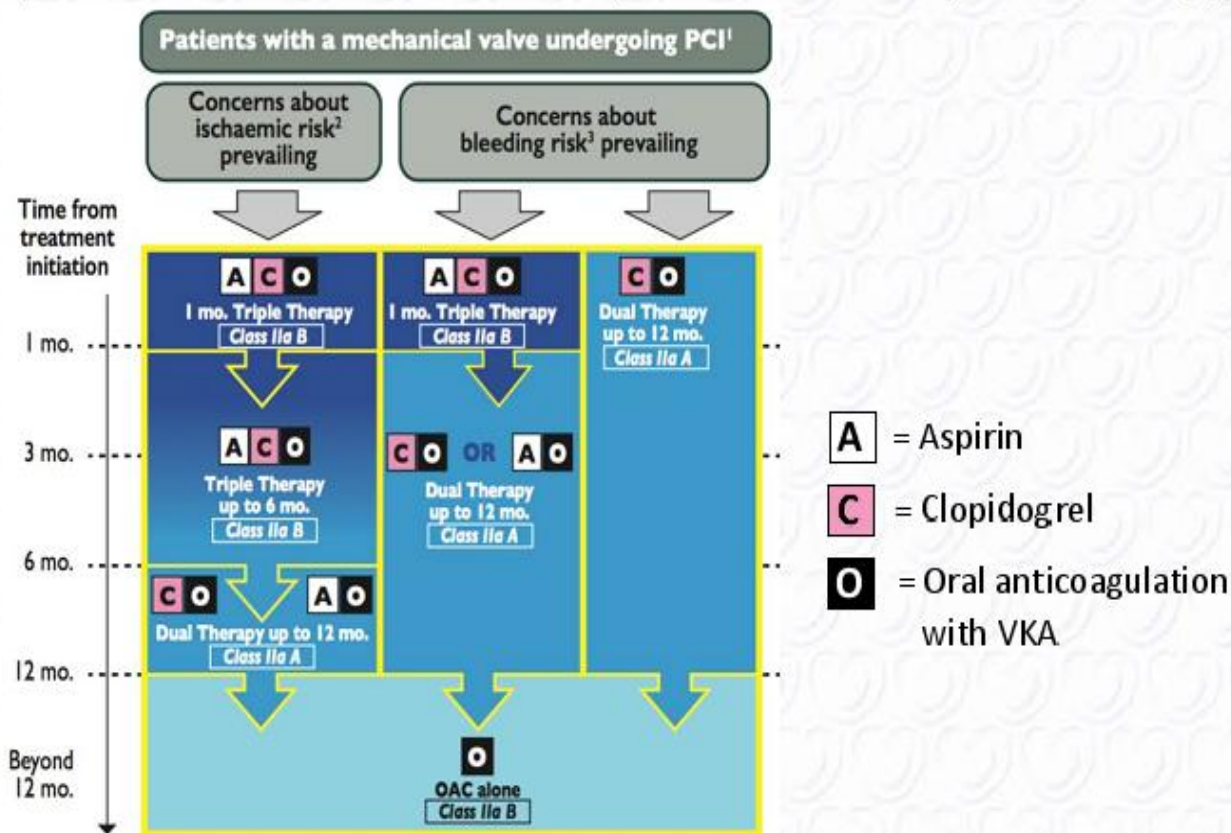 Patients with a mechanical valve undergoing PCI¹
Concerns about
ischaemic risk²
prevailing
Concerns about
bleeding risk³ prevailing
Time from
treatment
initiation
A C O
1 mo. Triple Therapy
Class IIa B
A C O
1 mo. Triple Therapy
Class IIa B
C O
Dual Therapy
up to 12 mo.
Class IIa A
1 mo.
A C O
Triple Therapy
up to 6 mo.
Class IIa B
C O OR A O
Dual Therapy
up to 12 mo.
Class IIa A
3 mo.
6 mo.
C O A O
Dual Therapy up to 12 mo.
Class IIa A
12 mo.
Beyond
12 mo.
O
OAC alone
Class IIa B
A = Aspirin
C = Clopidogrel
O = Oral anticoagulation
with VKA